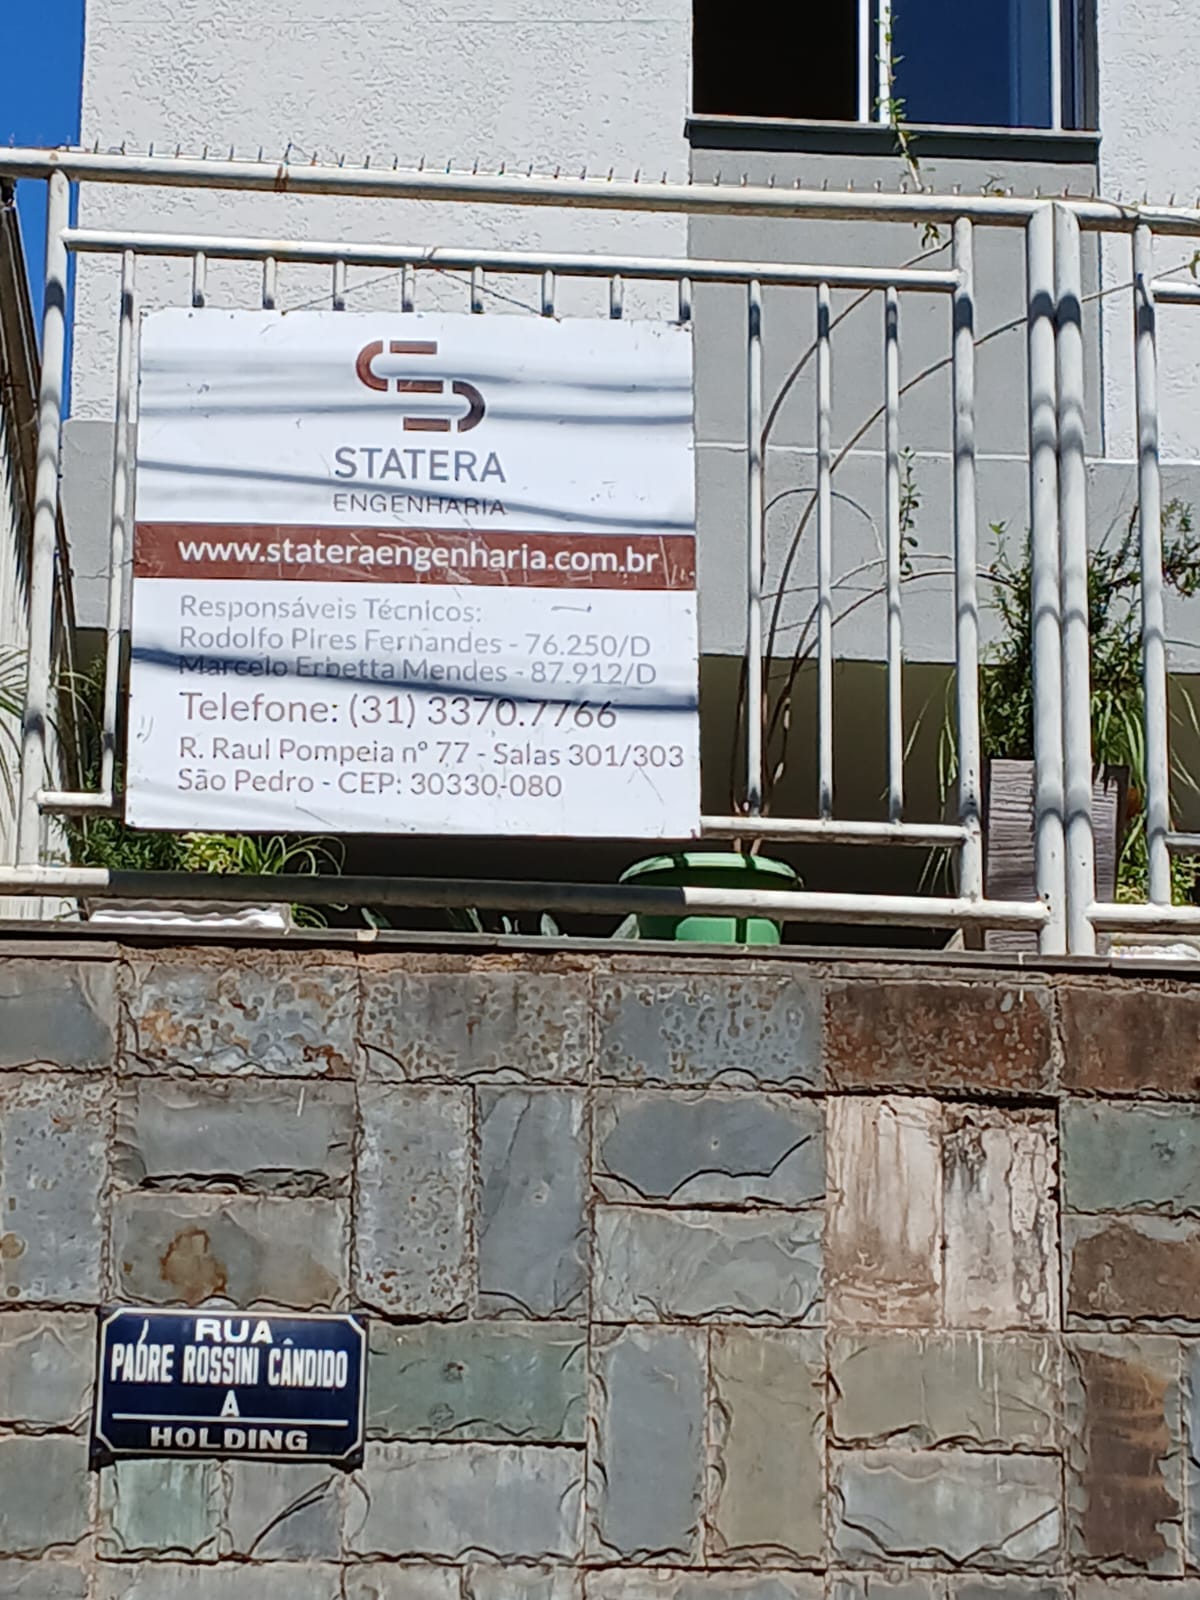 STATERA
ENGENHARIA
www.stateraengenharia.com.br
Responsáveis Técnicos:
Rodolfo Pires Fernandes - 76.250/D
Marcelo Erbetta Mendes - 87.912/D
Telefone: (31) 3370.7766
R. Raul Pompeia nº 77 - Salas 301/303
São Pedro - CEP: 30330-080
RUA
PADRE ROSSINI CÂNDIDO
A
HOLDING